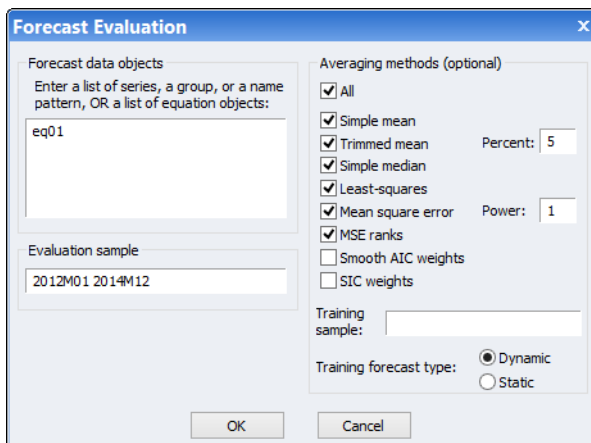 Forecast Evaluation
x
Forecast data objects
Enter a list of series, a group, or a name
pattern, OR a list of equation objects:
eq01
Evaluation sample
2012M01 2014M12
Averaging methods (optional)
All
Simple mean
Trimmed mean Percent: 5
Simple median
Least-squares
Mean square error Power: 1
MSE ranks
Smooth AIC weights
SIC weights
Training
sample:
Training forecast type: Dynamic
Static
OK Cancel